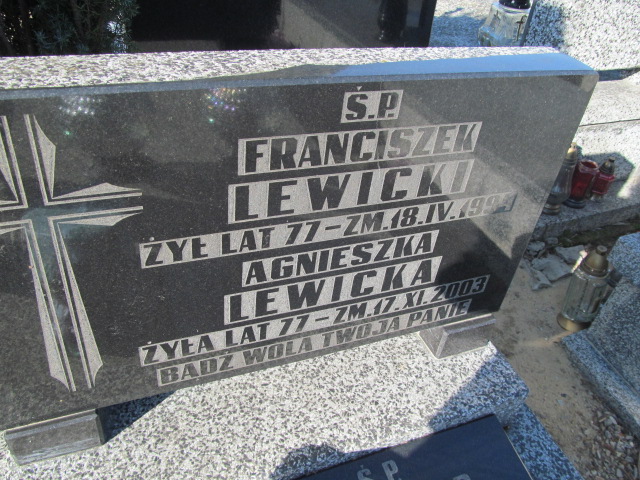 Ś.P.
FRANCISZEK
LEWICKI
ŻYŁ LAT 77 - ZM. 18.IV.1994
AGNIESZKA
LEWICKA
ŻYŁA LAT 77 - ZM. 17.XI.2003
BĄDŹ WOLA TWOJA PANIE
Ś.P.